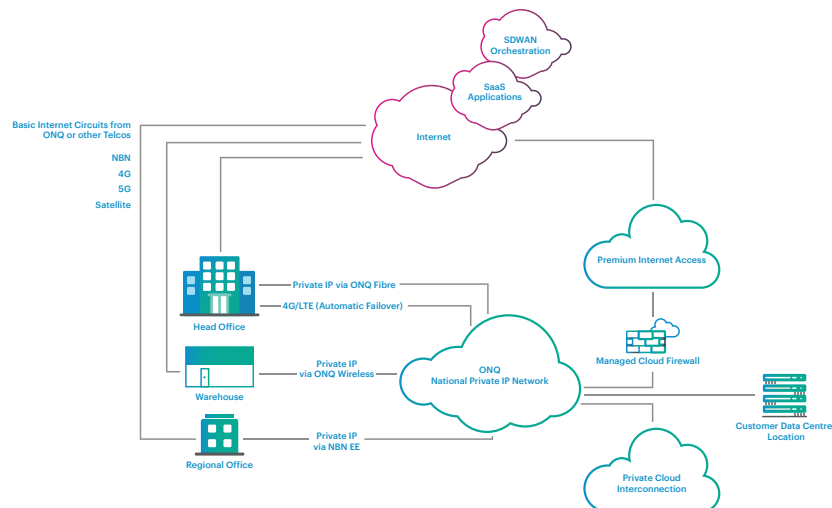 SDWAN
Orchestration
SaaS
Applications
Internet
Basic Internet Circuits from
ONQ or other Telcos
NBN
4G
5G
Satellite
Premium Internet Access
Private IP via ONQ Fibre
4G/LTE (Automatic Failover)
Head Office
Managed Cloud Firewall
Private IP
via ONQ Wireless
ONQ
National Private IP Network
Warehouse
Customer Data Centre
Location
Private IP
via NBN EE
Regional Office
Private Cloud
Interconnection